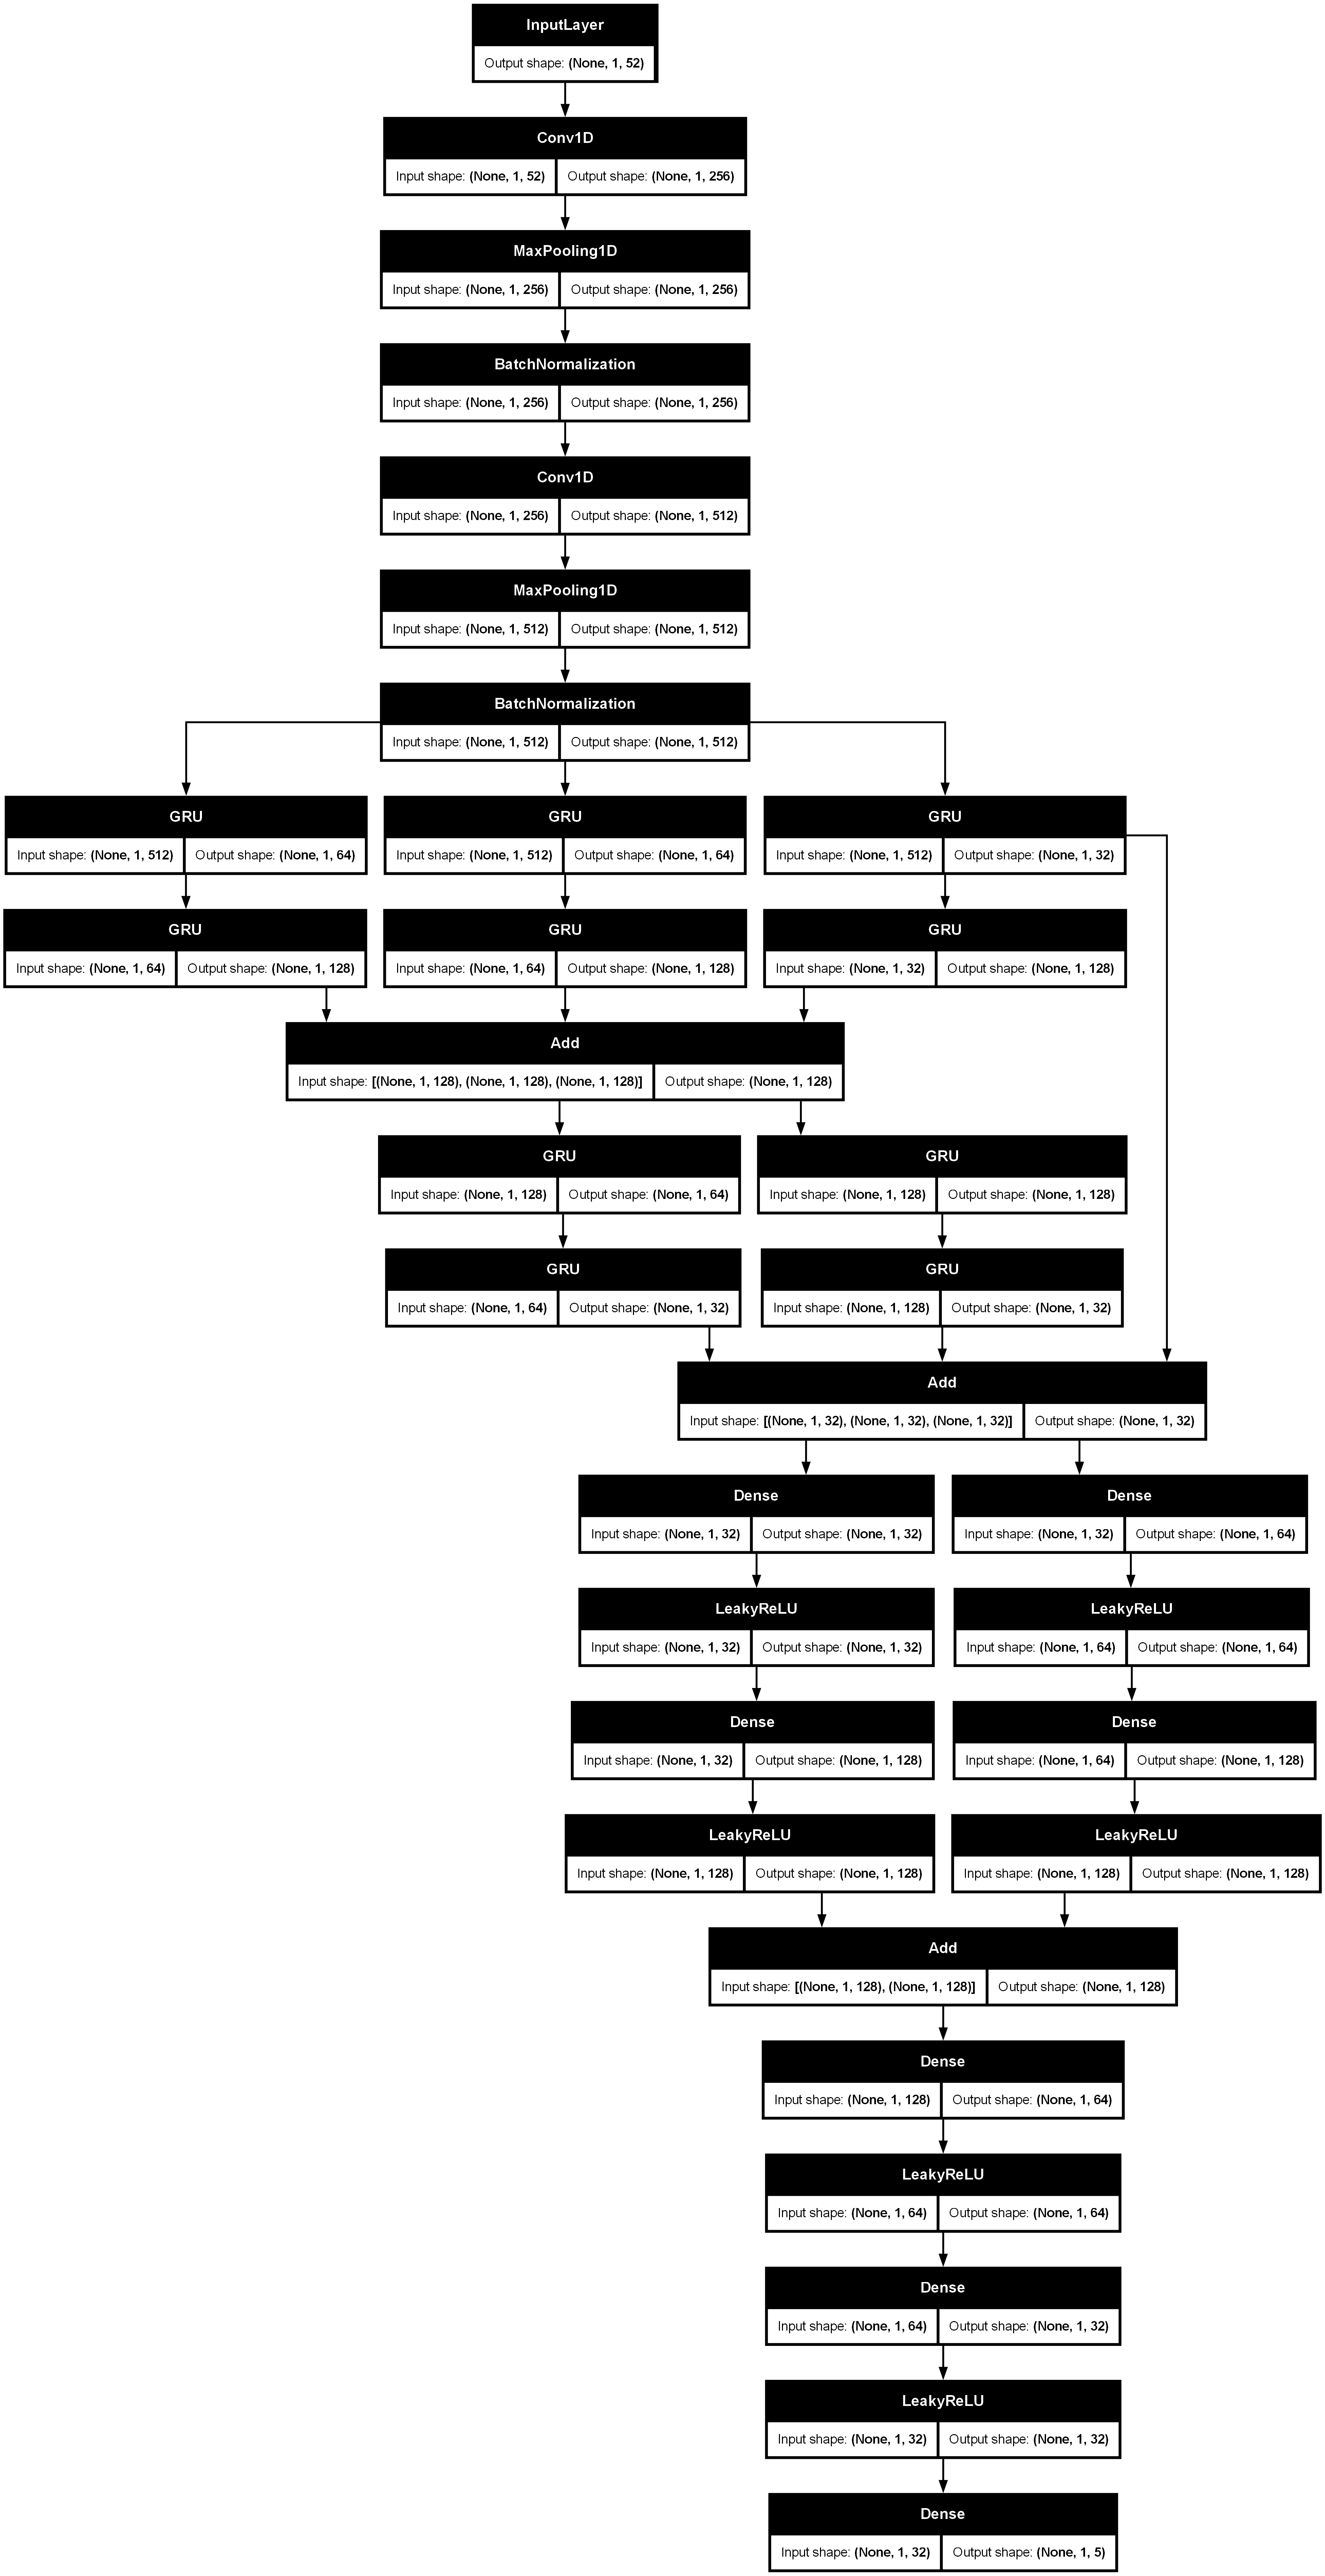 InputLayer
Output shape: (None, 1, 52)
Conv1D
Input shape: (None, 1, 52) Output shape: (None, 1, 256)
MaxPooling1D
Input shape: (None, 1, 256) Output shape: (None, 1, 256)
BatchNormalization
Input shape: (None, 1, 256) Output shape: (None, 1, 256)
Conv1D
Input shape: (None, 1, 256) Output shape: (None, 1, 512)
MaxPooling1D
Input shape: (None, 1, 512) Output shape: (None, 1, 512)
BatchNormalization
Input shape: (None, 1, 512) Output shape: (None, 1, 512)
GRU GRU GRU
Input shape: (None, 1, 512) Output shape: (None, 1, 64) Input shape: (None, 1, 512) Output shape: (None, 1, 64) Input shape: (None, 1, 512) Output shape: (None, 1, 32)
GRU GRU GRU
Input shape: (None, 1, 64) Output shape: (None, 1, 128) Input shape: (None, 1, 64) Output shape: (None, 1, 128) Input shape: (None, 1, 32) Output shape: (None, 1, 128)
Add
Input shape: [(None, 1, 128), (None, 1, 128), (None, 1, 128)] Output shape: (None, 1, 128)
GRU GRU
Input shape: (None, 1, 128) Output shape: (None, 1, 64) Input shape: (None, 1, 128) Output shape: (None, 1, 128)
GRU GRU
Input shape: (None, 1, 64) Output shape: (None, 1, 32) Input shape: (None, 1, 128) Output shape: (None, 1, 32)
Add
Input shape: [(None, 1, 32), (None, 1, 32), (None, 1, 32)] Output shape: (None, 1, 32)
Dense Dense
Input shape: (None, 1, 32) Output shape: (None, 1, 32) Input shape: (None, 1, 32) Output shape: (None, 1, 64)
LeakyReLU LeakyReLU
Input shape: (None, 1, 32) Output shape: (None, 1, 32) Input shape: (None, 1, 64) Output shape: (None, 1, 64)
Dense Dense
Input shape: (None, 1, 32) Output shape: (None, 1, 128) Input shape: (None, 1, 64) Output shape: (None, 1, 128)
LeakyReLU LeakyReLU
Input shape: (None, 1, 128) Output shape: (None, 1, 128) Input shape: (None, 1, 128) Output shape: (None, 1, 128)
Add
Input shape: [(None, 1, 128), (None, 1, 128)] Output shape: (None, 1, 128)
Dense
Input shape: (None, 1, 128) Output shape: (None, 1, 64)
LeakyReLU
Input shape: (None, 1, 64) Output shape: (None, 1, 64)
Dense
Input shape: (None, 1, 64) Output shape: (None, 1, 32)
LeakyReLU
Input shape: (None, 1, 32) Output shape: (None, 1, 32)
Dense
Input shape: (None, 1, 32) Output shape: (None, 1, 5)